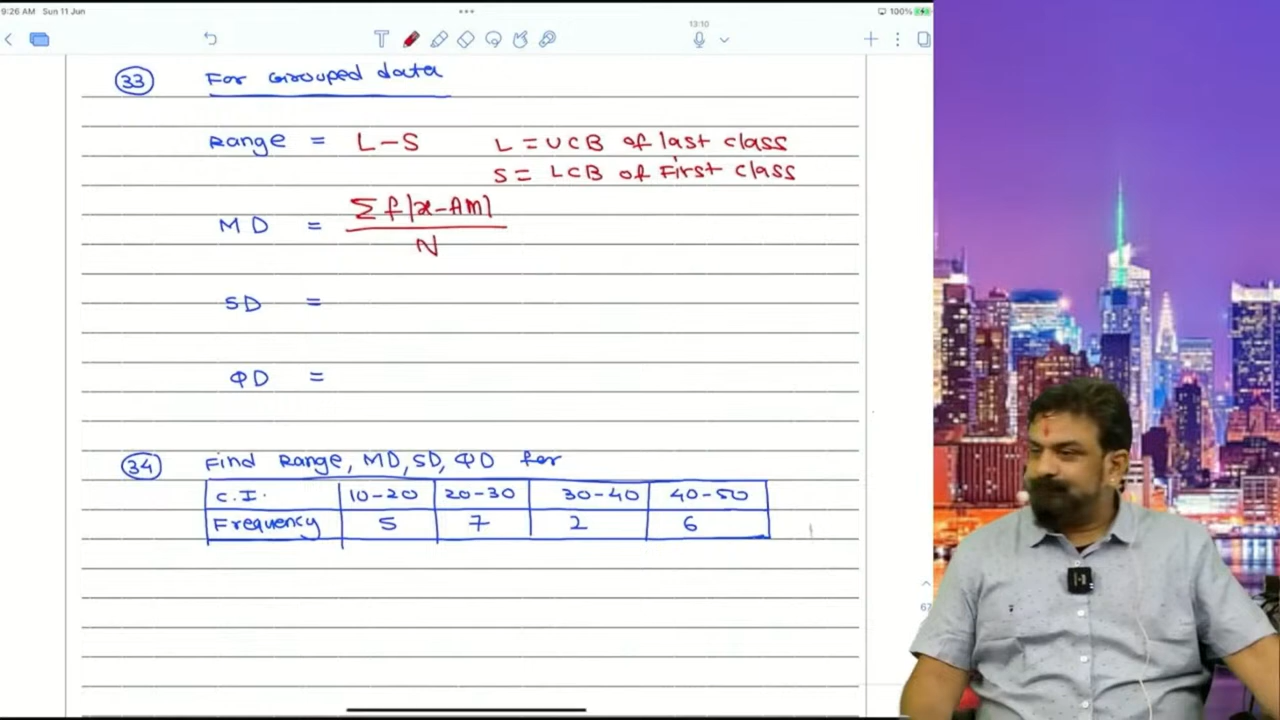 9:26 AM Sun 11 Jun
100%
13:10
T
33 For Grouped data
Range = L-S L = UCB of last class
S = LCB of First class
MD = Σf|x-AM|
N
SD =
QD =
34 Find Range, MD, SD, QD for
C.I. 10-20 20-30 30-40 40-50
Frequency 5 7 2 6